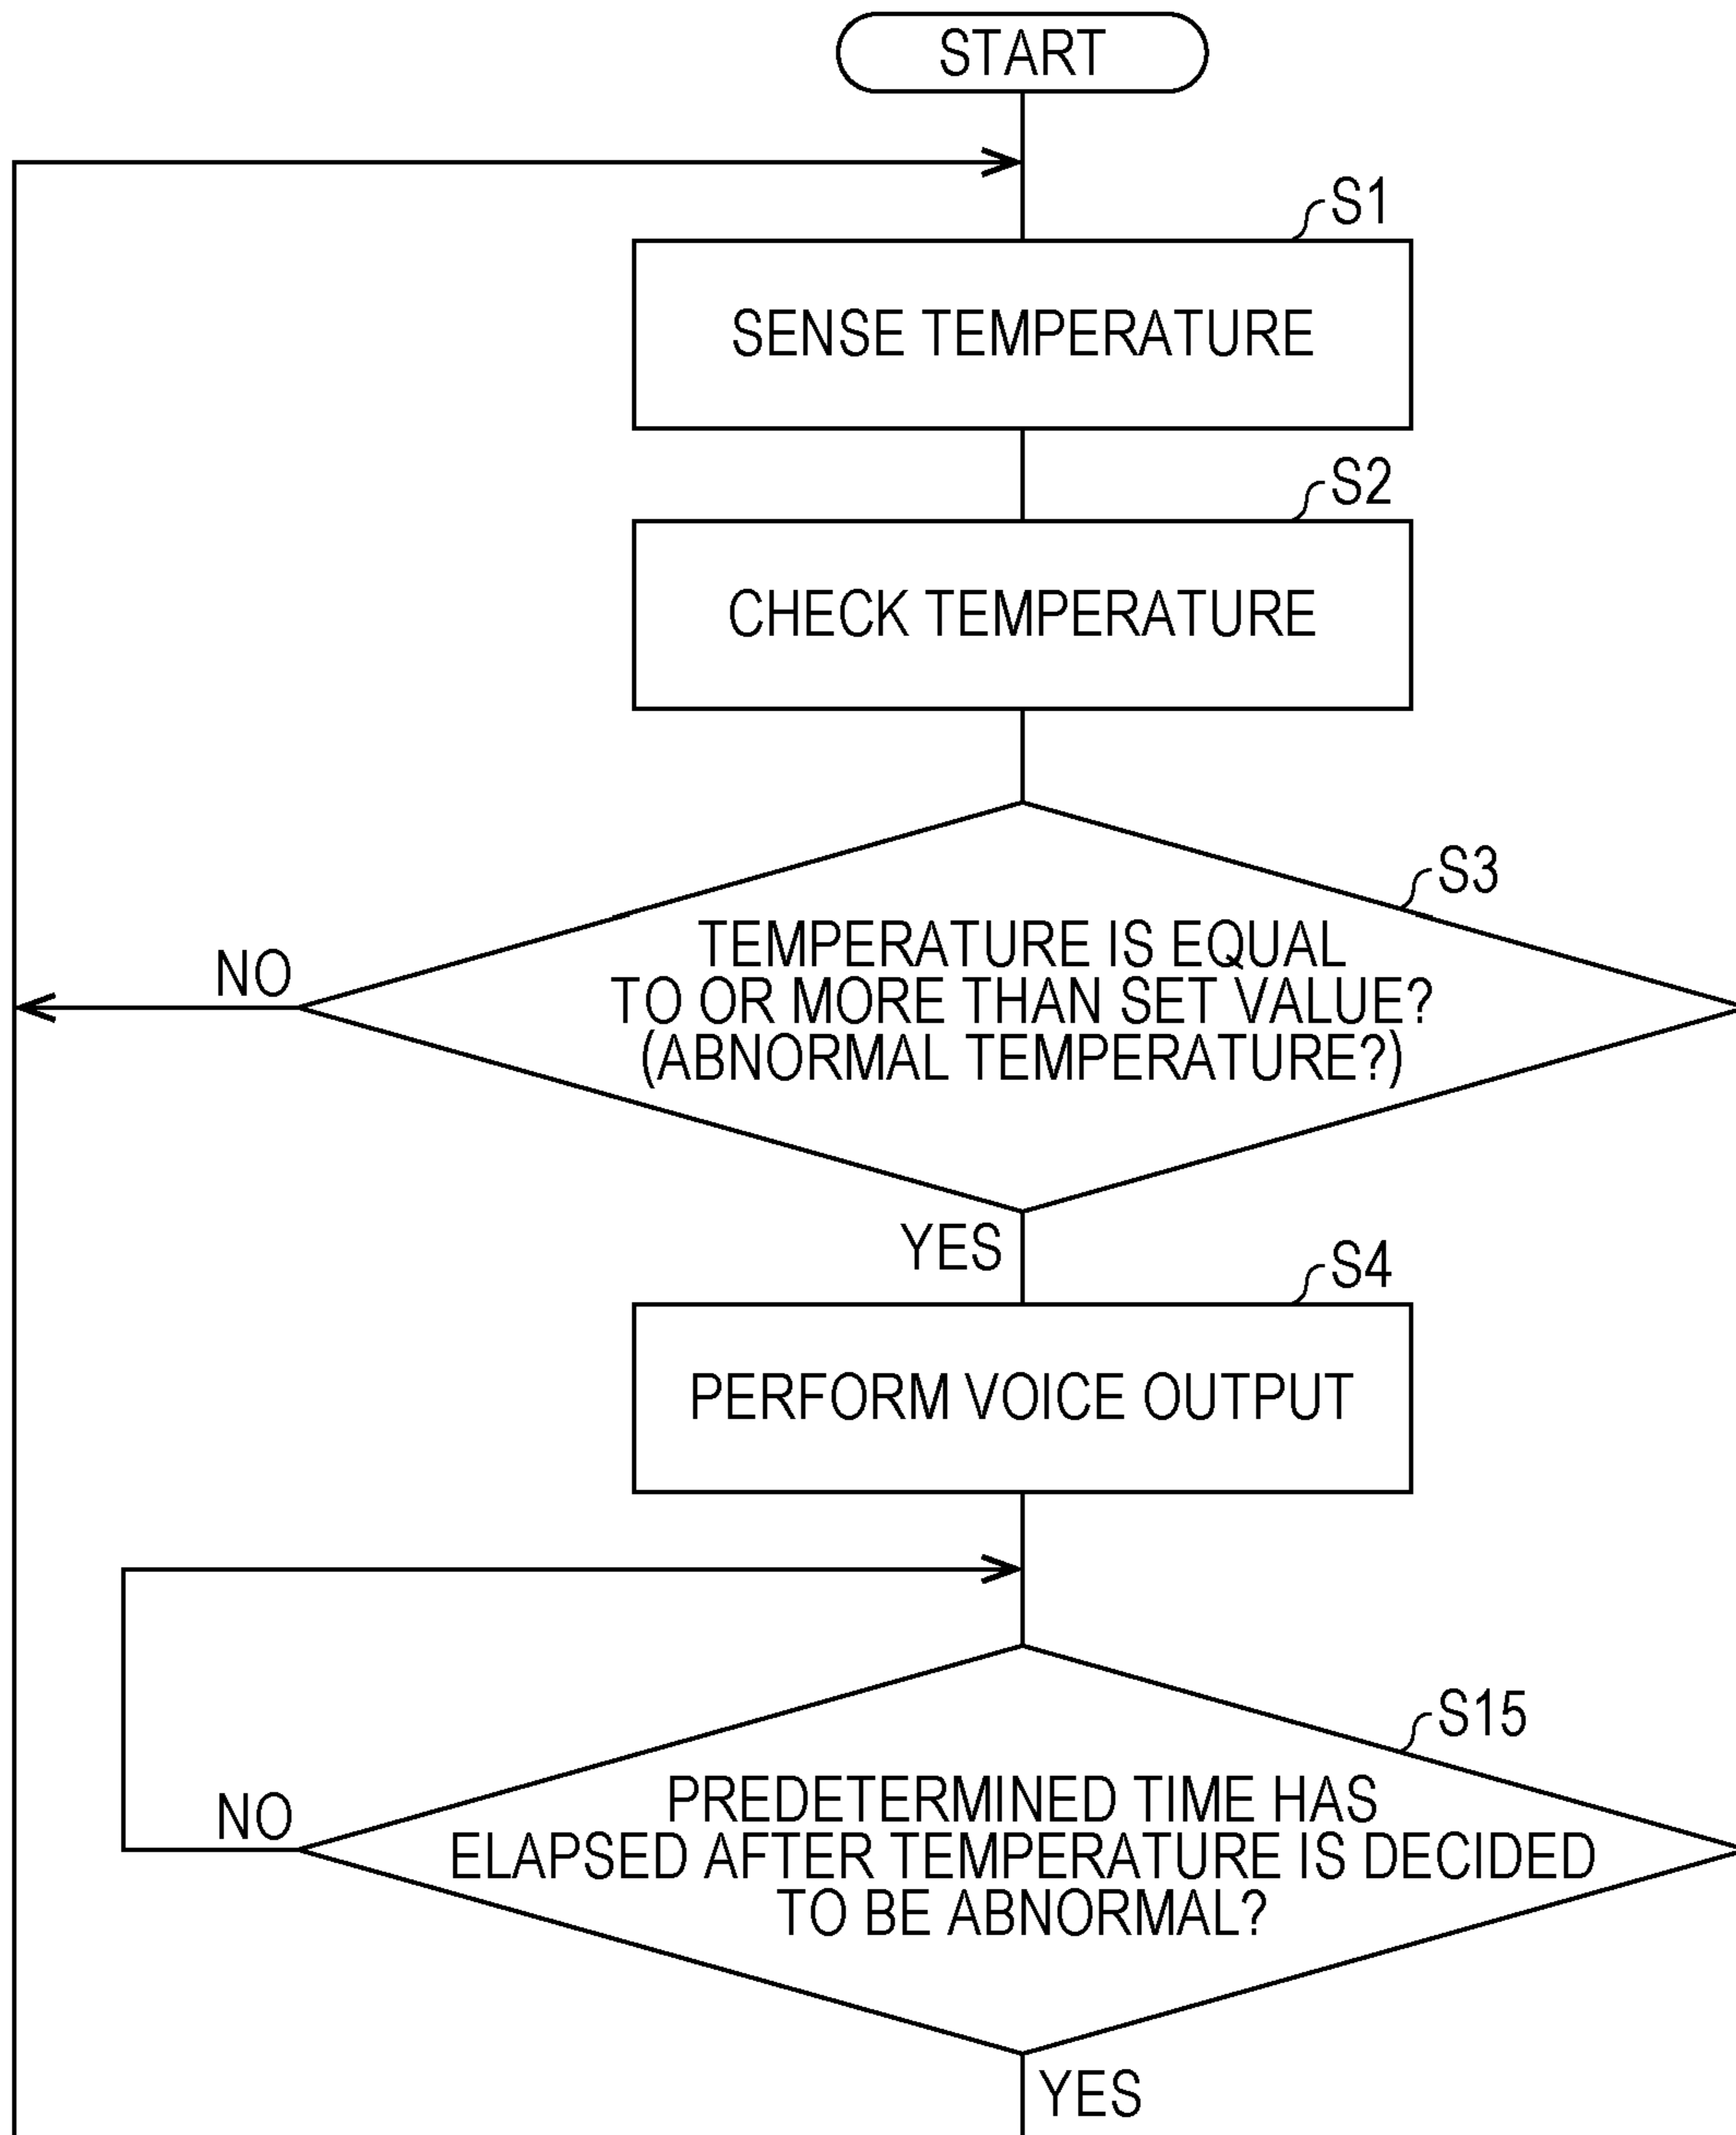 START
S1
SENSE TEMPERATURE
S2
CHECK TEMPERATURE
S3
TEMPERATURE IS EQUAL
TO OR MORE THAN SET VALUE?
(ABNORMAL TEMPERATURE?)
NO
YES
S4
PERFORM VOICE OUTPUT
S15
PREDETERMINED TIME HAS
ELAPSED AFTER TEMPERATURE IS DECIDED
TO BE ABNORMAL?
NO
YES